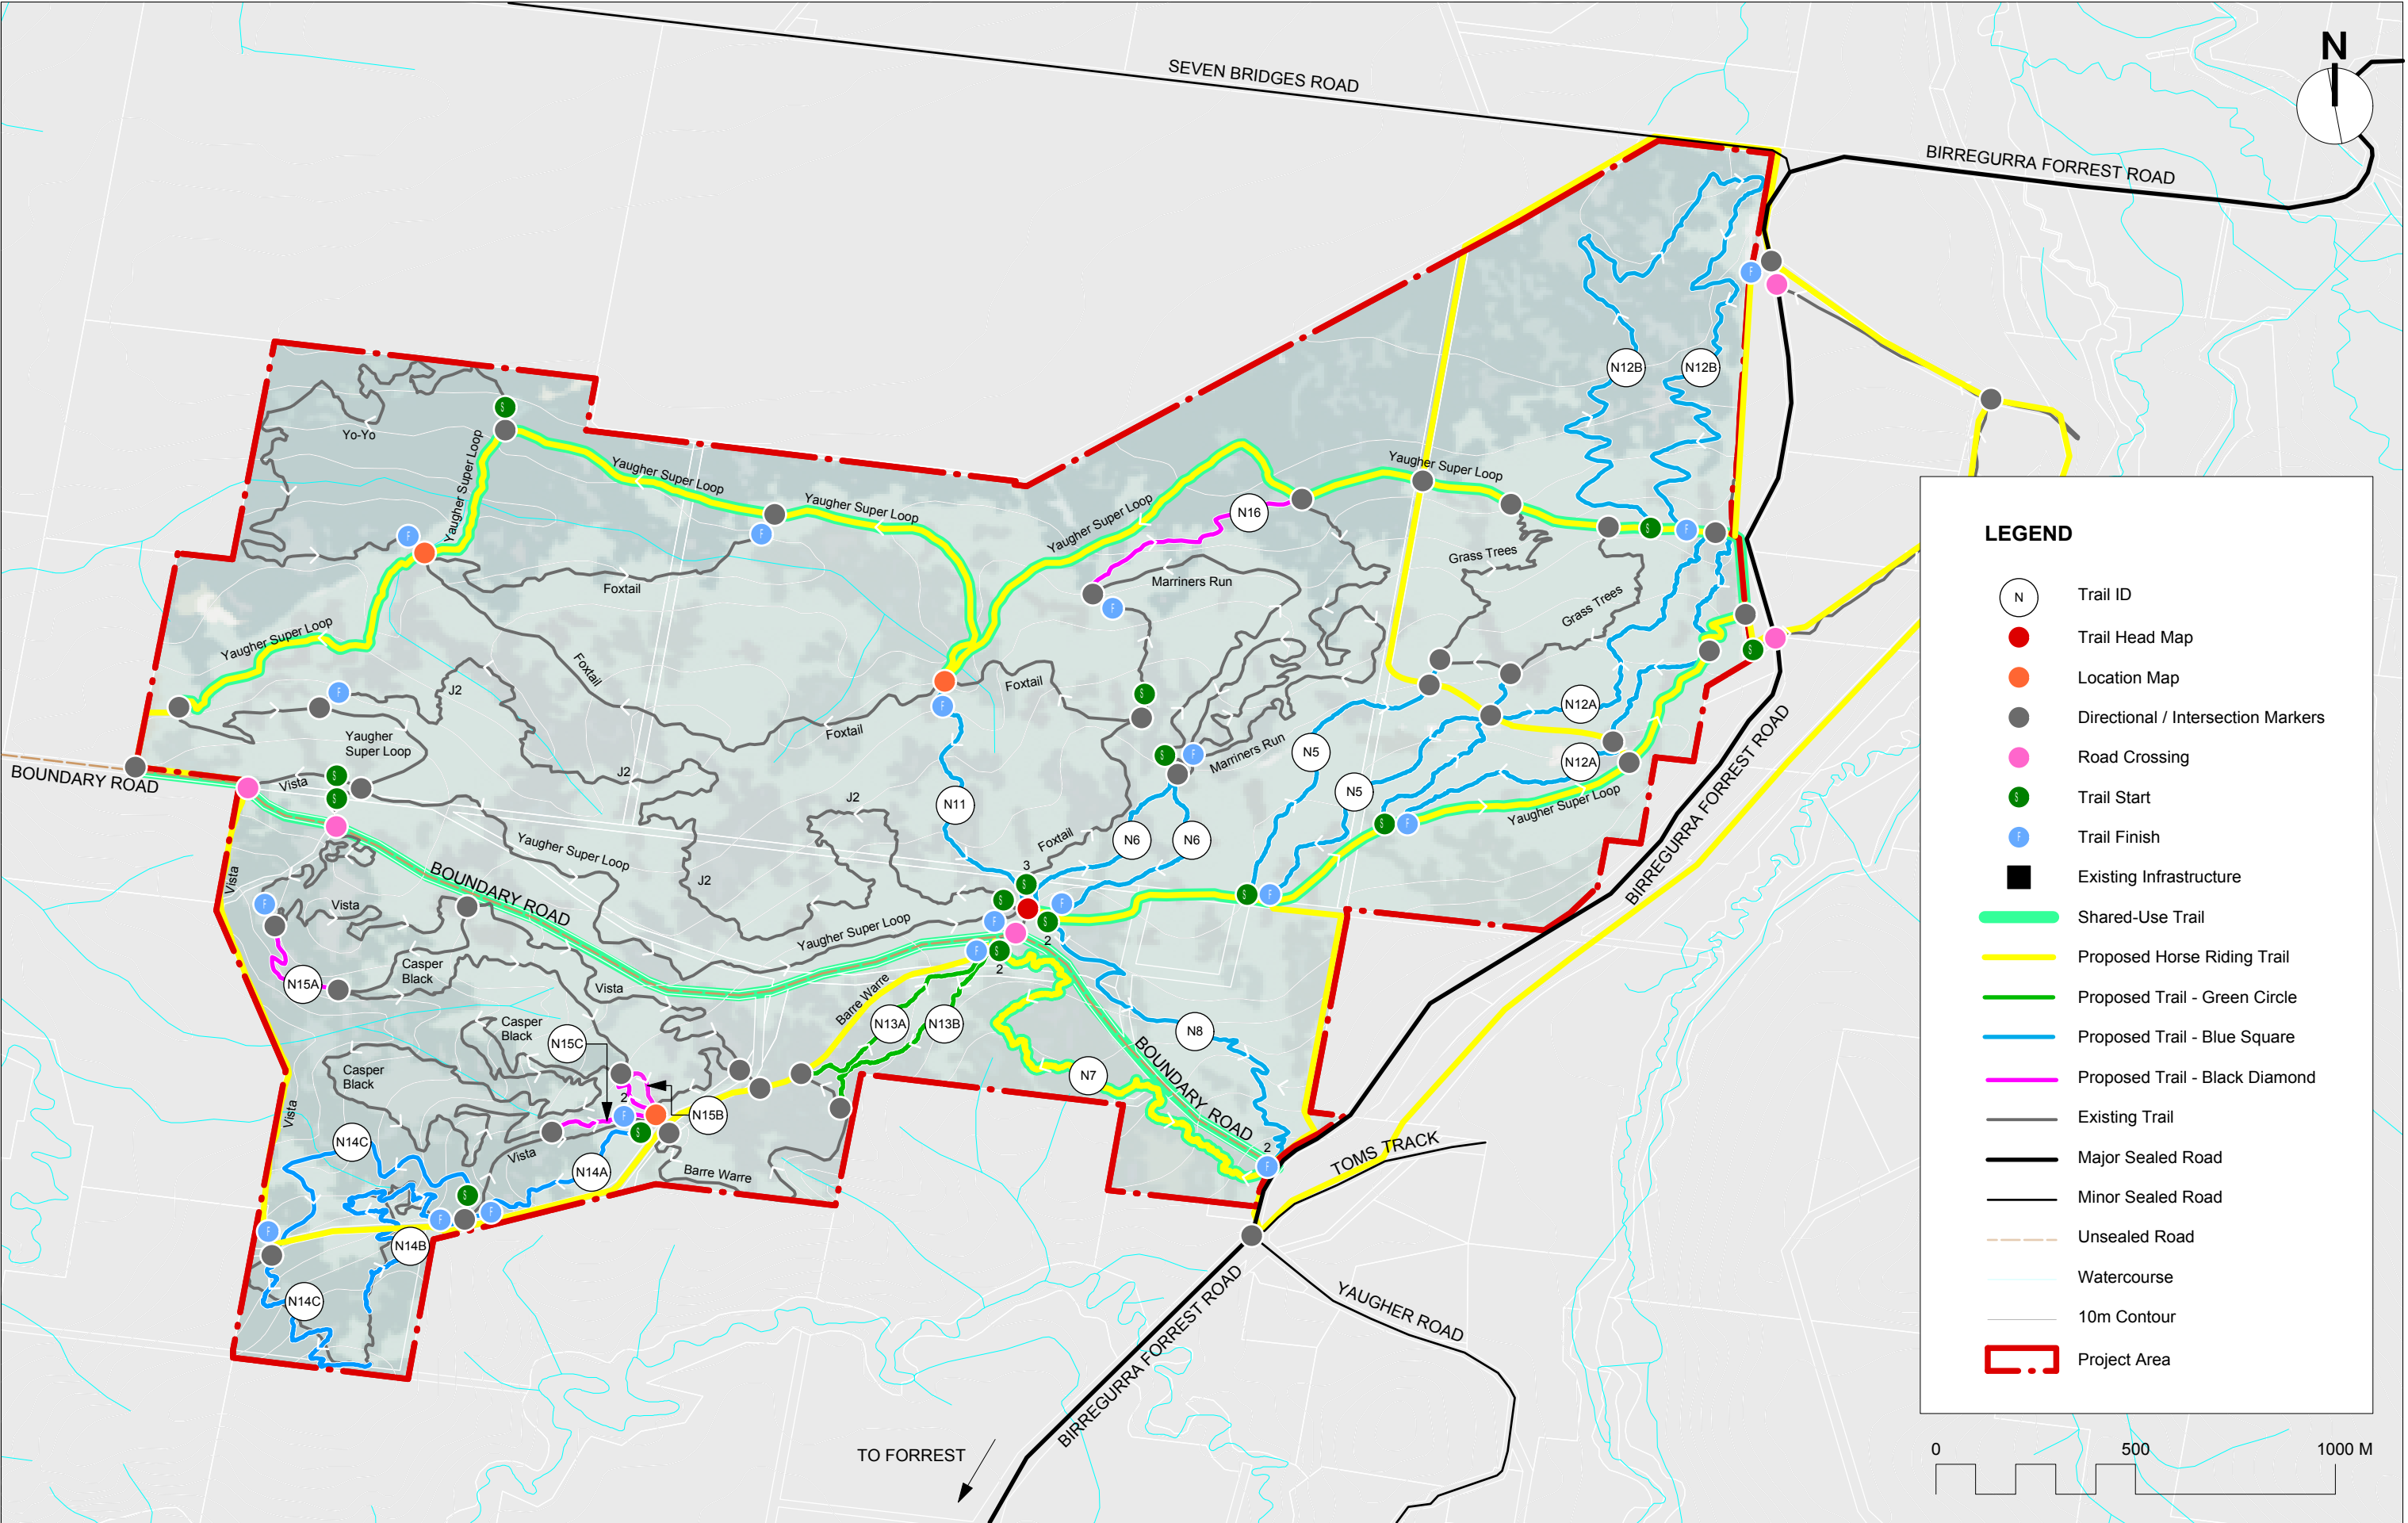 N
SEVEN BRIDGES ROAD
BIRREGURRA FORREST ROAD
N12B
N12B
Yo-Yo
Yaugher Super Loop
Yaugher Super Loop
Yaugher Super Loop
Yaugher Super Loop
Yaugher Super Loop
N16
Grass Trees
Marriners Run
Grass Trees
Foxtail
Yaugher Super Loop
Foxtail
Foxtail
J2
Foxtail
N12A
Yaugher
Super Loop
N5
Marriners Run
N12A
J2
BOUNDARY ROAD
Vista
N5
J2
N11
Yaugher Super Loop
BIRREGURRA FORREST ROAD
Foxtail
N6
N6
Yaugher Super Loop
J2
3
Vista
BOUNDARY ROAD
Vista
Yaugher Super Loop
2
2
N15A
Casper
Black
Vista
Barre Warre
N13A
N13B
N8
Casper
Black
N15C
BOUNDARY ROAD
Casper
Black
N7
2
N15B
Vista
N14C
Vista
N14A
Barre Warre
2
TOMS TRACK
N14B
N14C
YAUGHER ROAD
BIRREGURRA FORREST ROAD
TO FORREST
LEGEND
N Trail ID
Trail Head Map
Location Map
Directional / Intersection Markers
Road Crossing
S Trail Start
F Trail Finish
Existing Infrastructure
Shared-Use Trail
Proposed Horse Riding Trail
Proposed Trail - Green Circle
Proposed Trail - Blue Square
Proposed Trail - Black Diamond
Existing Trail
Major Sealed Road
Minor Sealed Road
Unsealed Road
Watercourse
10m Contour
Project Area
0 500 1000 M